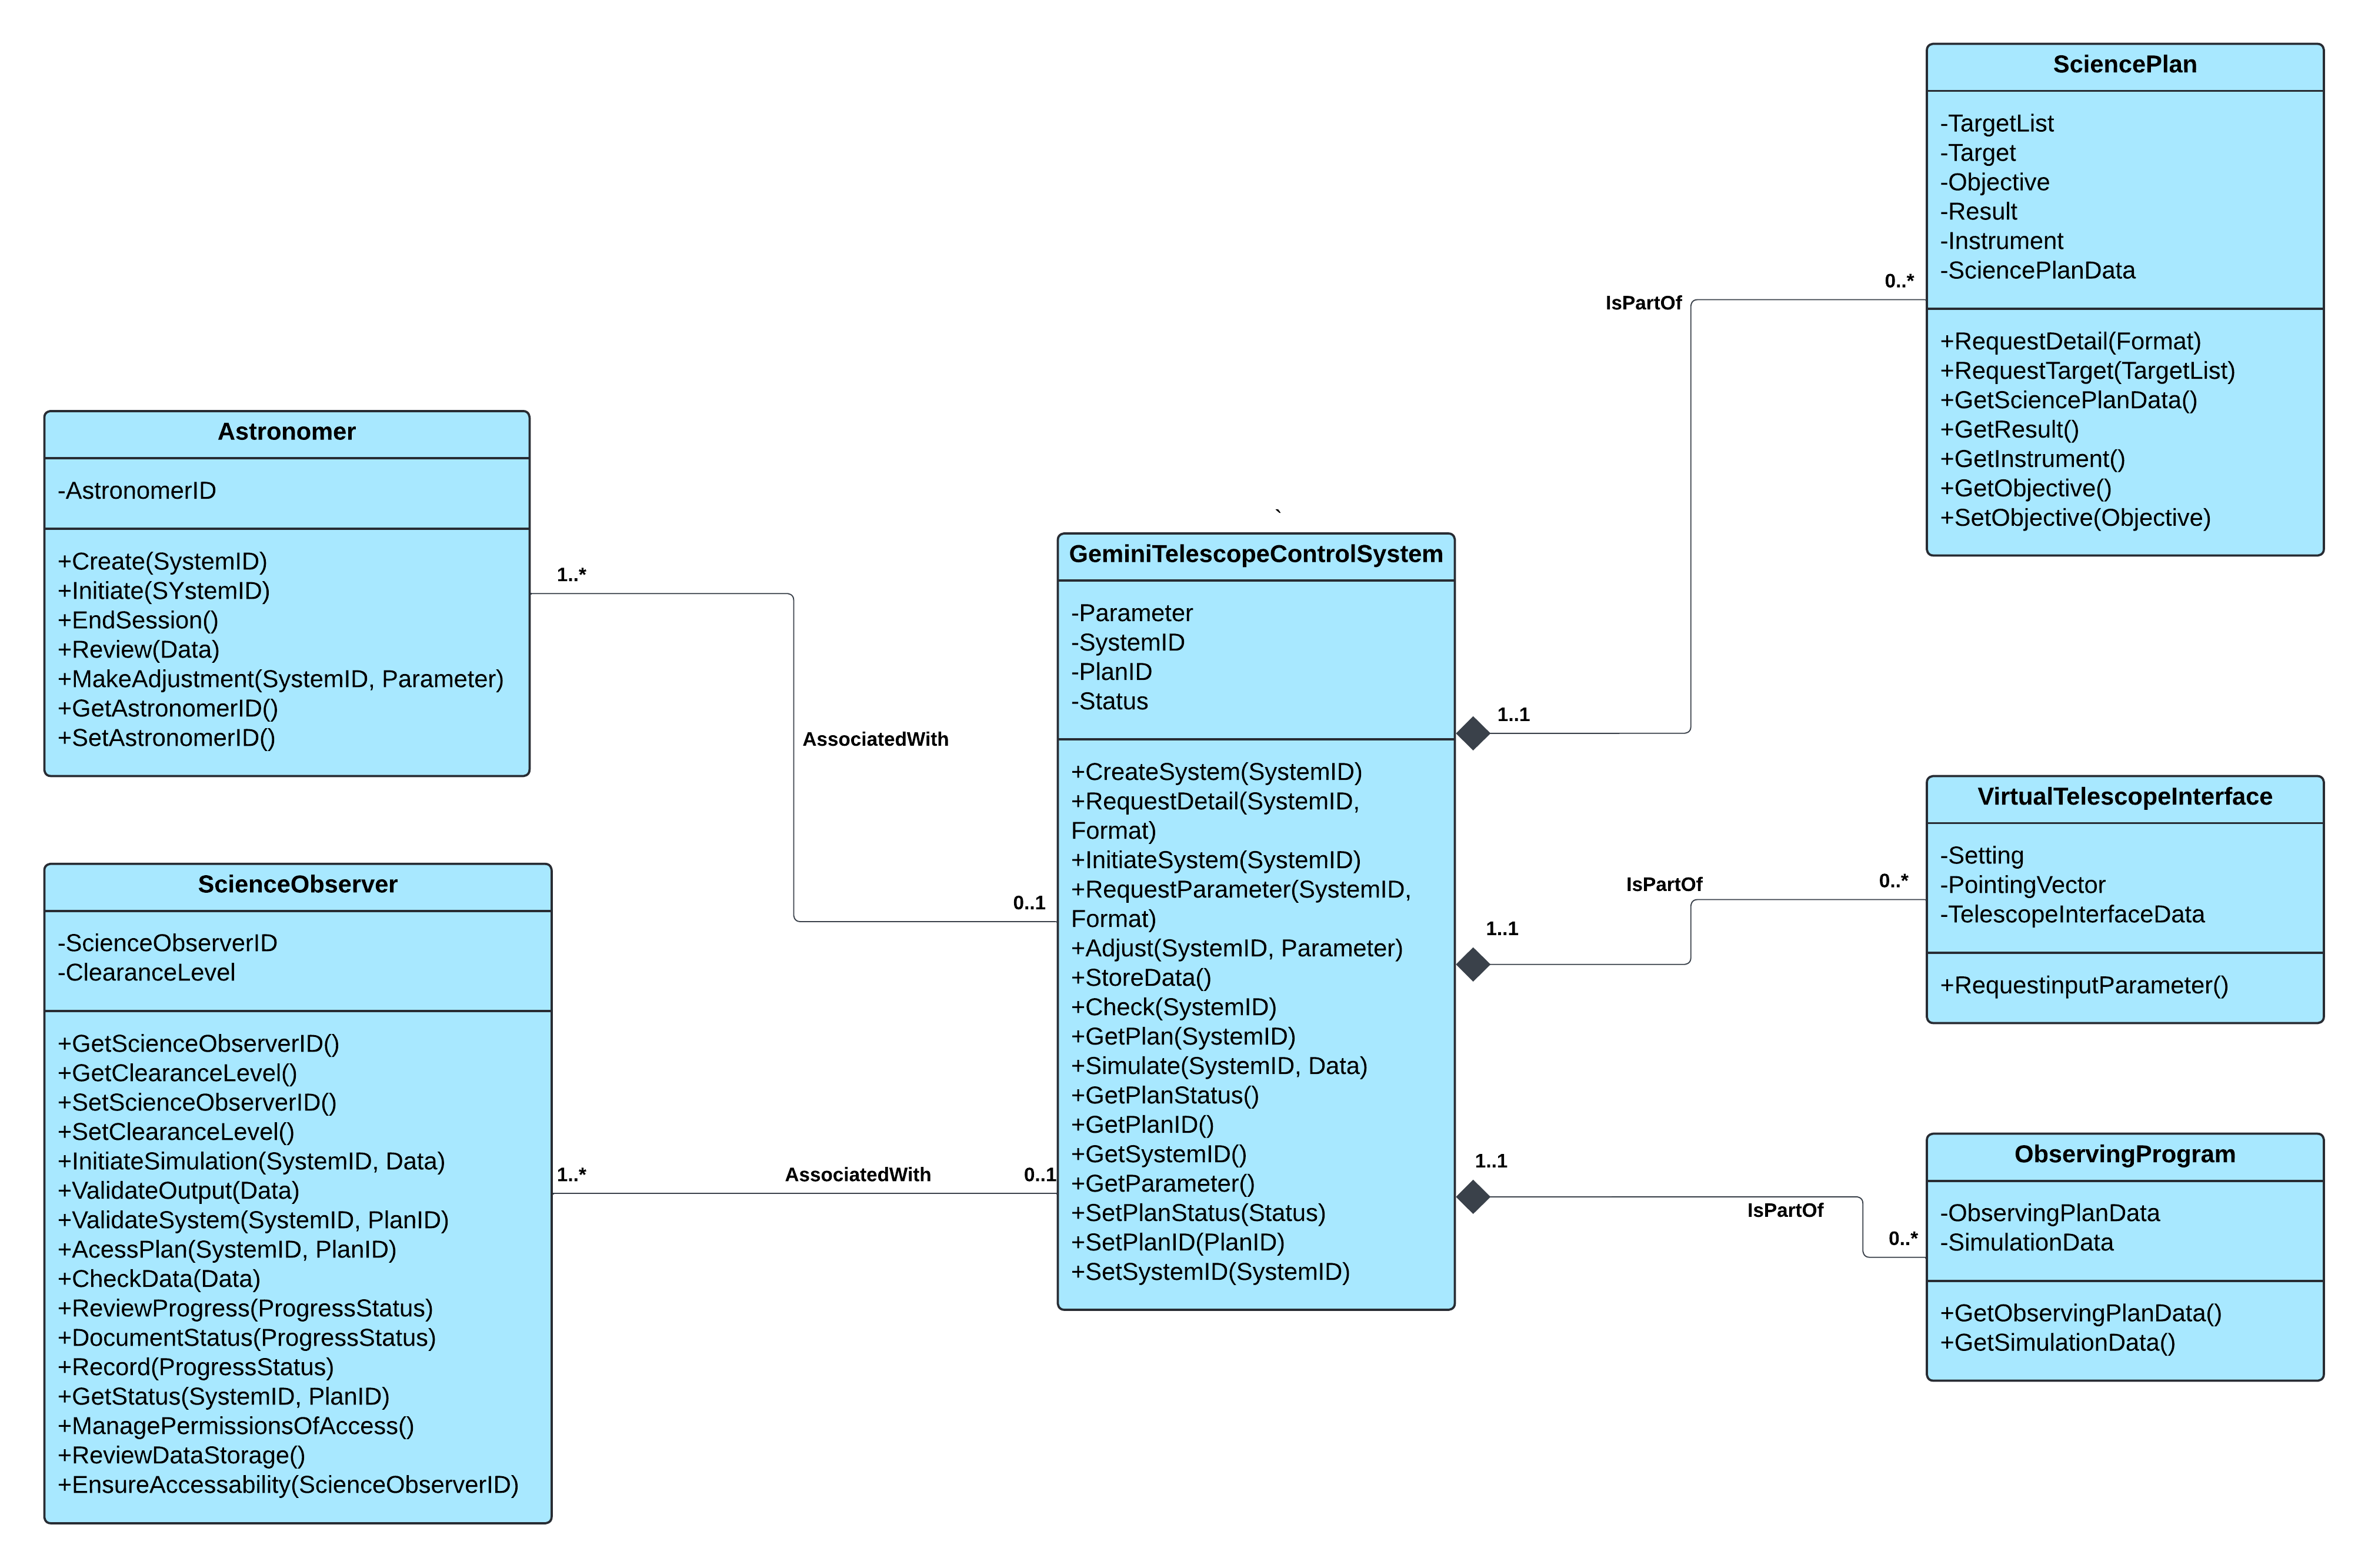 SciencePlan
-TargetList
-Target
-Objective
-Result
-Instrument
-SciencePlanData
+RequestDetail(Format)
+RequestTarget(TargetList)
+GetSciencePlanData()
+GetResult()
+GetInstrument()
+GetObjective()
+SetObjective(Objective)
0..*
IsPartOf
1..1
Astronomer
-AstronomerID
+Create(SystemID)
+Initiate(SYstemID)
+EndSession()
+Review(Data)
+MakeAdjustment(SystemID, Parameter)
+GetAstronomerID()
+SetAstronomerID()
1..*
AssociatedWith
0..1
`
GeminiTelescopeControlSystem
-Parameter
-SystemID
-PlanID
-Status
+CreateSystem(SystemID)
+RequestDetail(SystemID,
Format)
+InitiateSystem(SystemID)
+RequestParameter(SystemID,
Format)
+Adjust(SystemID, Parameter)
+StoreData()
+Check(SystemID)
+GetPlan(SystemID)
+Simulate(SystemID, Data)
+GetPlanStatus()
+GetPlanID()
+GetSystemID()
+GetParameter()
+SetPlanStatus(Status)
+SetPlanID(PlanID)
+SetSystemID(SystemID)
VirtualTelescopeInterface
-Setting
-PointingVector
-TelescopeInterfaceData
+RequestinputParameter()
IsPartOf
0..*
1..1
ScienceObserver
-ScienceObserverID
-ClearanceLevel
+GetScienceObserverID()
+GetClearanceLevel()
+SetScienceObserverID()
+SetClearanceLevel()
+InitiateSimulation(SystemID, Data)
+ValidateOutput(Data)
+ValidateSystem(SystemID, PlanID)
+AcessPlan(SystemID, PlanID)
+CheckData(Data)
+ReviewProgress(ProgressStatus)
+DocumentStatus(ProgressStatus)
+Record(ProgressStatus)
+GetStatus(SystemID, PlanID)
+ManagePermissionsOfAccess()
+ReviewDataStorage()
+EnsureAccessability(ScienceObserverID)
1..*
AssociatedWith
0..1
1..1
IsPartOf
0..*
ObservingProgram
-ObservingPlanData
-SimulationData
+GetObservingPlanData()
+GetSimulationData()